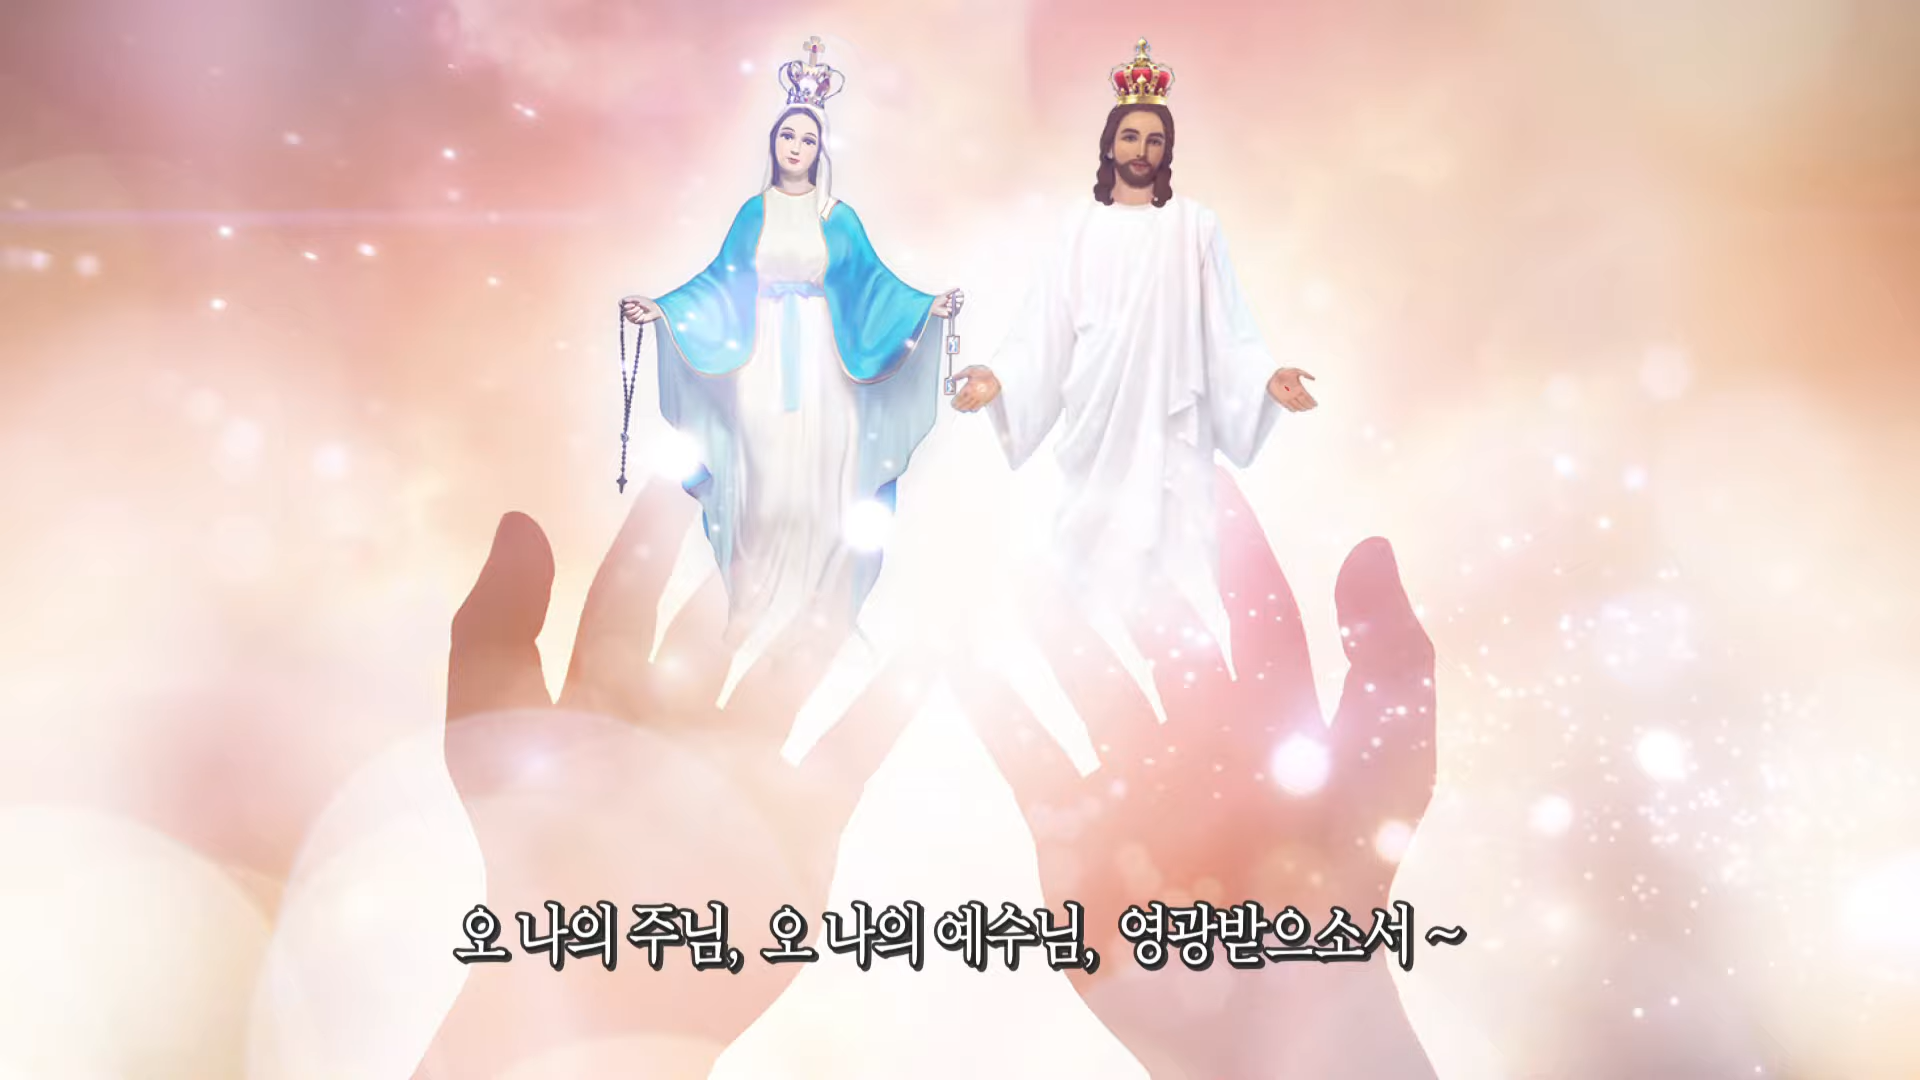 오 나의 주님, 오 나의 예수님, 영광받으소서 ~